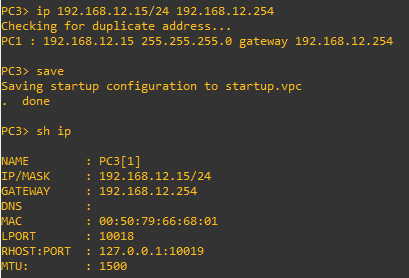 PC3> ip 192.168.12.15/24 192.168.12.254
Checking for duplicate address...
PC1 : 192.168.12.15 255.255.255.0 gateway 192.168.12.254
PC3> save
Saving startup configuration to startup.vpc
.  done
PC3> sh ip
NAME        : PC3[1]
IP/MASK     : 192.168.12.15/24
GATEWAY     : 192.168.12.254
DNS         :
MAC         : 00:50:79:66:68:01
LPORT       : 10018
RHOST:PORT  : 127.0.0.1:10019
MTU:        : 1500